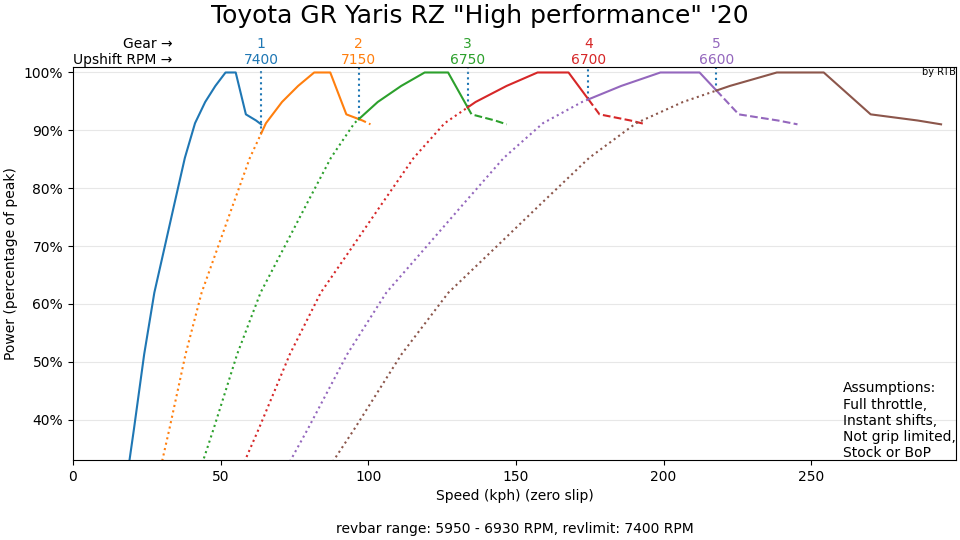 Toyota GR Yaris RZ "High performance" '20
Gear → 1 2 3 4 5
Upshift RPM → 7400 7150 6750 6700 6600
by RTB
100%
90%
80%
70%
60%
50%
40%
Power (percentage of peak)
Assumptions:
Full throttle,
Instant shifts,
Not grip limited,
Stock or BoP
0 50 100 150 200 250
Speed (kph) (zero slip)
revbar range: 5950 - 6930 RPM, revlimit: 7400 RPM